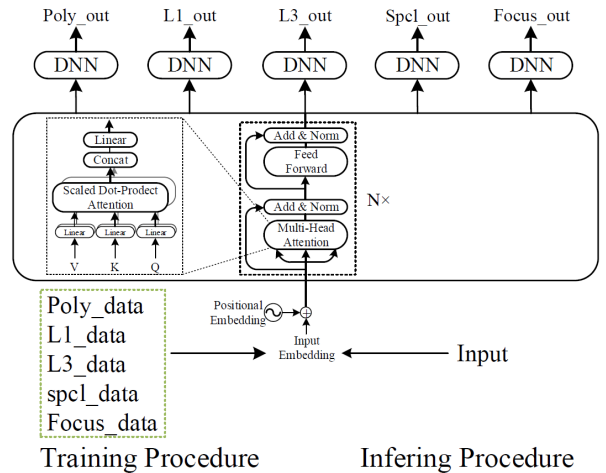 Poly_out L1_out L3_out Spcl_out Focus_out
DNN DNN DNN DNN DNN
Linear
Concat
Scaled Dot-Prodect
Attention
Linear Linear Linear
V K Q
Add & Norm
Feed
Forward
Add & Norm
Multi-Head
Attention
N×
Positional
Embedding
Input
Embedding
Poly_data
L1_data
L3_data
spcl_data
Focus_data
Input
Training Procedure Infering Procedure